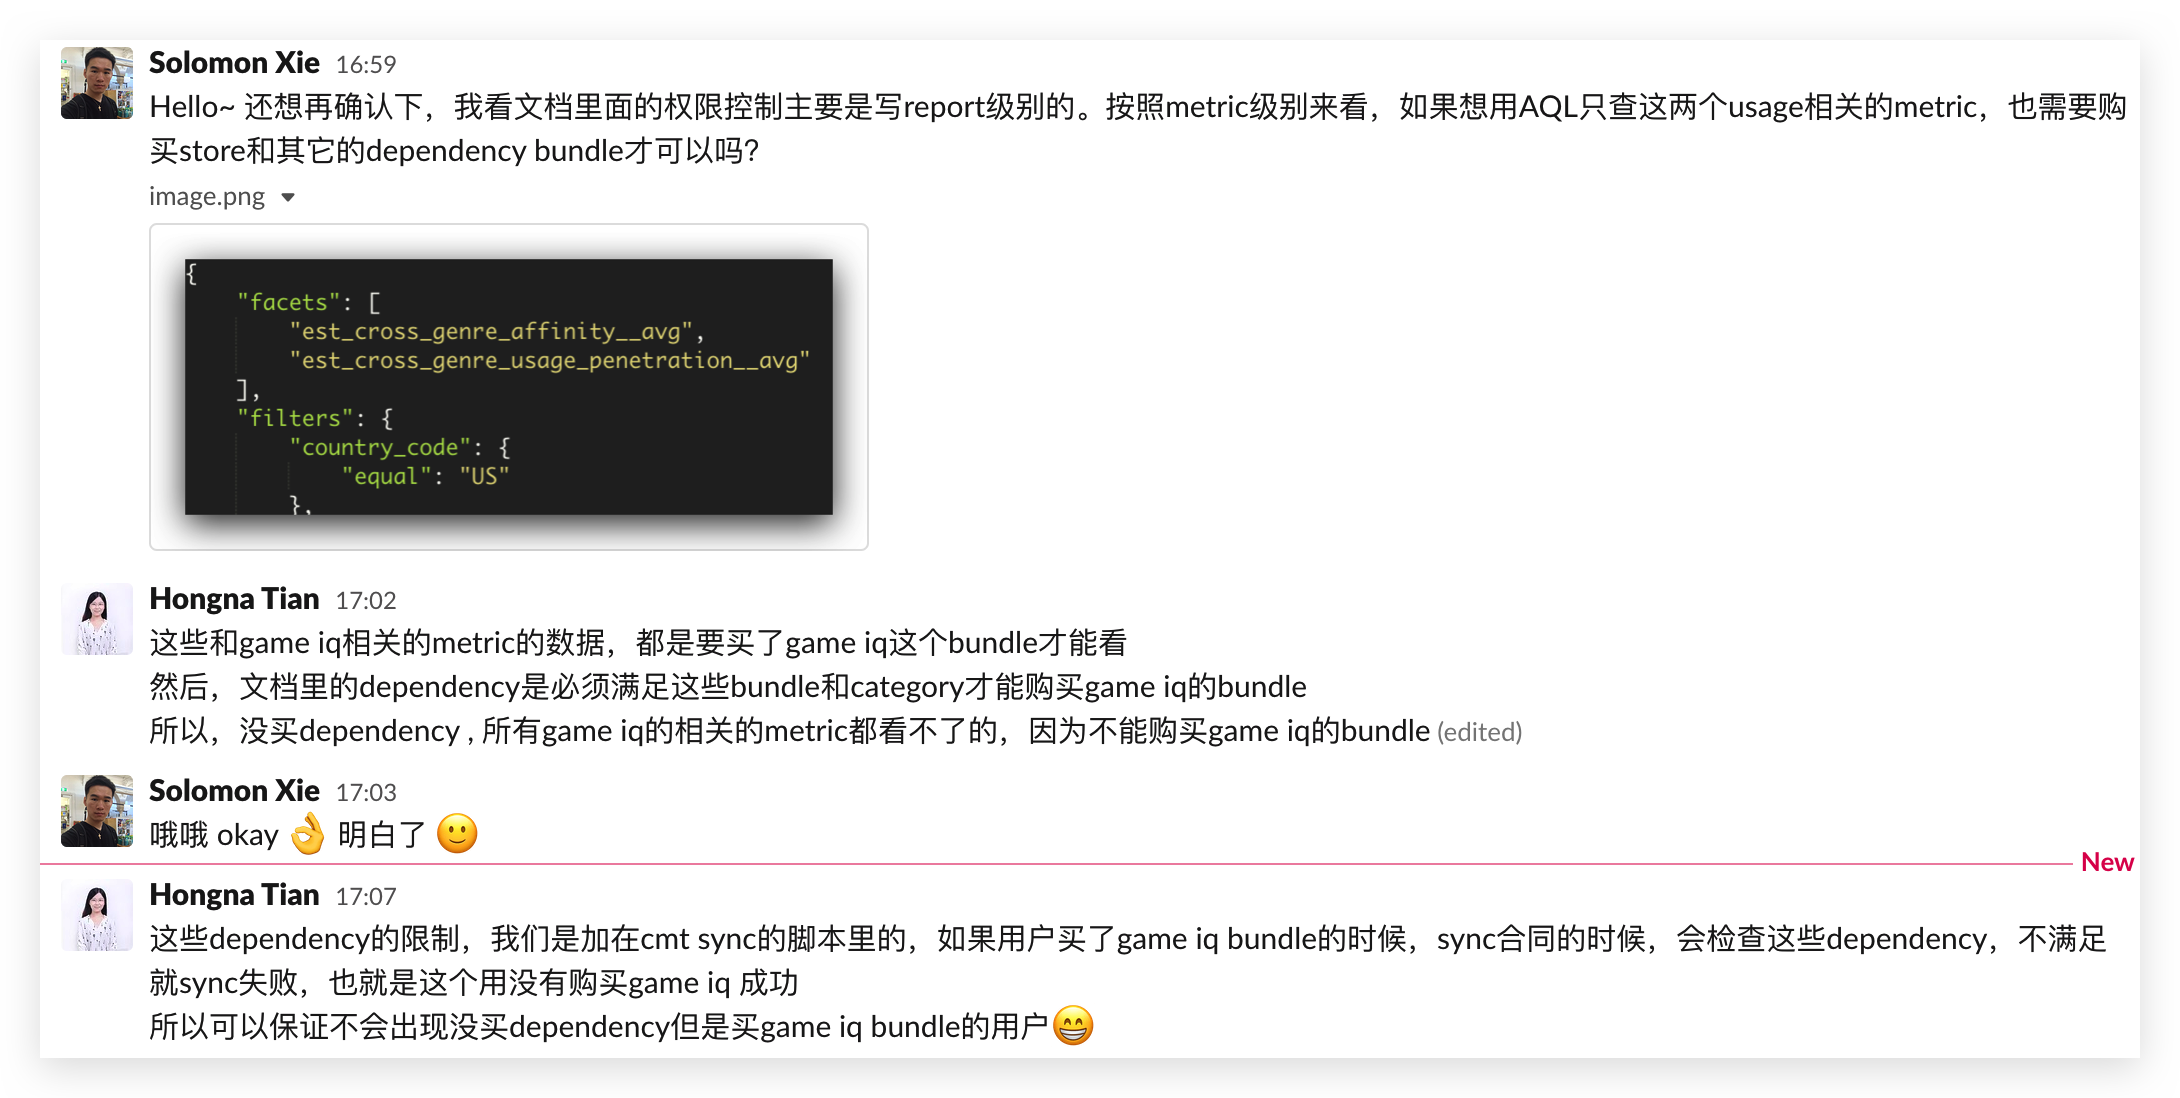 Solomon Xie 16:59
Hello~ 还想再确认下，我看文档里面的权限控制主要是写report级别的。按照metric级别来看，如果想用AQL只查这两个usage相关的metric，也需要购
买store和其它的dependency bundle才可以吗？
image.png
{
"facets": [
"est_cross_genre_affinity__avg",
"est_cross_genre_usage_penetration__avg"
],
"filters": {
"country_code": {
"equal": "US"
},
Hongna Tian 17:02
这些和game iq相关的metric的数据，都是要买了game iq这个bundle才能看
然后，文档里的dependency是必须满足这些bundle和category才能购买game iq的bundle
所以，没买dependency , 所有game iq的相关的metric都看不了的，因为不能购买game iq的bundle (edited)
Solomon Xie 17:03
哦哦 okay 👌 明白了 🙂
New
Hongna Tian 17:07
这些dependency的限制，我们是加在cmt sync的脚本里的，如果用户买了game iq bundle的时候，sync合同的时候，会检查这些dependency，不满足
就sync失败，也就是这个用没有购买game iq 成功
所以可以保证不会出现没买dependency但是买game iq bundle的用户😁